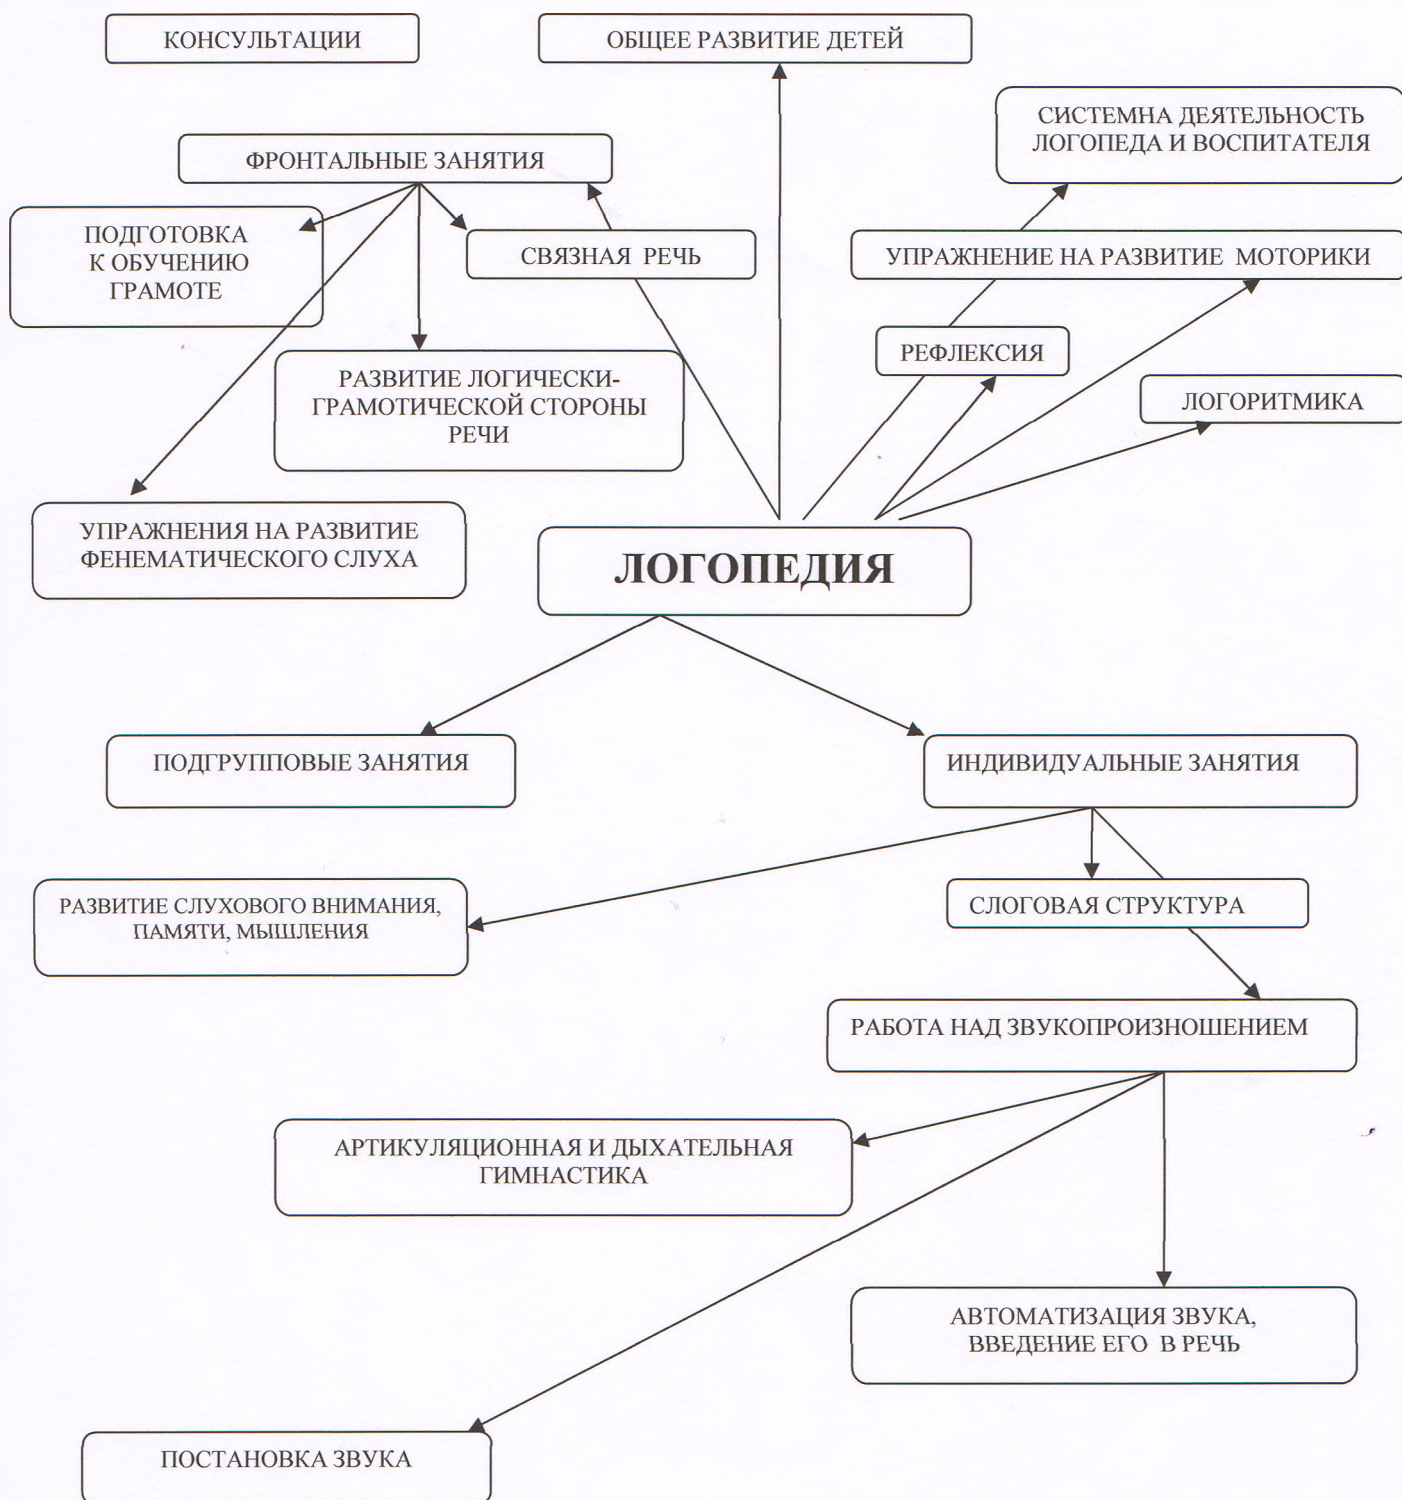 КОНСУЛЬТАЦИИ
ОБЩЕЕ РАЗВИТИЕ ДЕТЕЙ
СИСТЕМНА ДЕЯТЕЛЬНОСТЬ
ЛОГОПЕДА И ВОСПИТАТЕЛЯ
ФРОНТАЛЬНЫЕ ЗАНЯТИЯ
ПОДГОТОВКА
К ОБУЧЕНИЮ
ГРАМОТЕ
СВЯЗНАЯ РЕЧЬ
УПРАЖНЕНИЕ НА РАЗВИТИЕ МОТОРИКИ
РЕФЛЕКСИЯ
РАЗВИТИЕ ЛОГИЧЕСКИ-
ГРАМОТИЧЕСКОЙ СТОРОНЫ
РЕЧИ
ЛОГОРИТМИКА
УПРАЖНЕНИЯ НА РАЗВИТИЕ
ФЕНЕМАТИЧЕСКОГО СЛУХА
ЛОГОПЕДИЯ
ПОДГРУППОВЫЕ ЗАНЯТИЯ
ИНДИВИДУАЛЬНЫЕ ЗАНЯТИЯ
РАЗВИТИЕ СЛУХОВОГО ВНИМАНИЯ,
ПАМЯТИ, МЫШЛЕНИЯ
СЛОГОВАЯ СТРУКТУРА
РАБОТА НАД ЗВУКОПРОИЗНОШЕНИЕМ
АРТИКУЛЯЦИОННАЯ И ДЫХАТЕЛЬНАЯ
ГИМНАСТИКА
АВТОМАТИЗАЦИЯ ЗВУКА,
ВВЕДЕНИЕ ЕГО В РЕЧЬ
ПОСТАНОВКА ЗВУКА